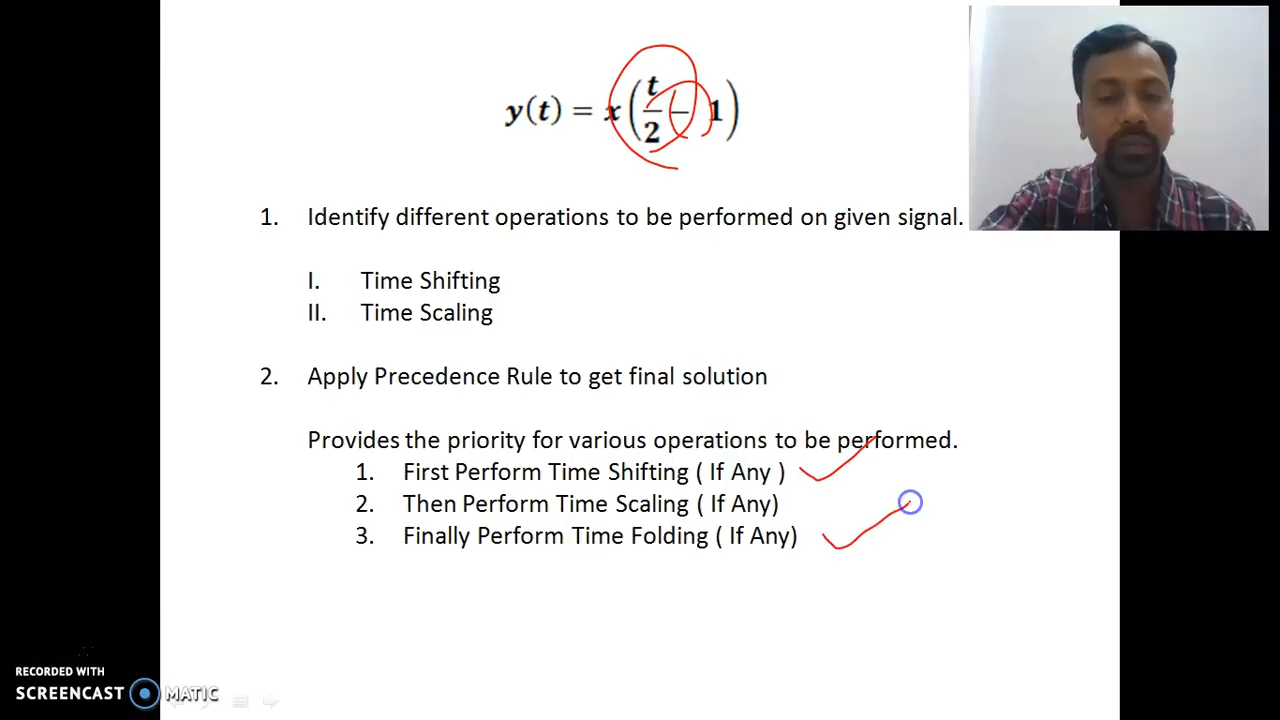 y(t) = x(t/2 − 1)
1. Identify different operations to be performed on given signal.
I. Time Shifting
II. Time Scaling
2. Apply Precedence Rule to get final solution
Provides the priority for various operations to be performed.
1. First Perform Time Shifting ( If Any )
2. Then Perform Time Scaling ( If Any)
3. Finally Perform Time Folding ( If Any)
RECORDED WITH
SCREENCAST MATIC